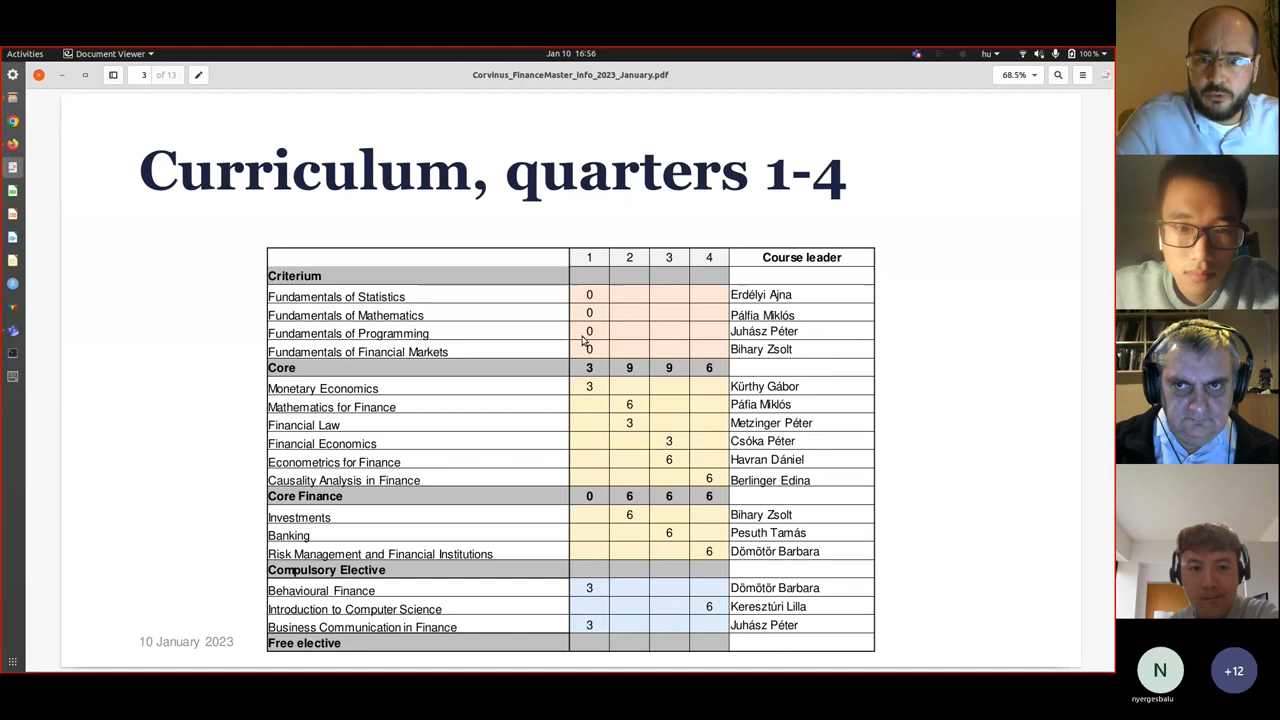 Activities Document Viewer Jan 10 16:56 hu 100 %
3 of 13 Corvinus_FinanceMaster_info_2023_January.pdf 68.5%
Curriculum, quarters 1-4
1 2 3 4 Course leader
Criterium
Fundamentals of Statistics 0 Erdélyi Ajna
Fundamentals of Mathematics 0 Pálfia Miklós
Fundamentals of Programming 0 Juhász Péter
Fundamentals of Financial Markets 0 Bihary Zsolt
Core 3 9 9 6
Monetary Economics 3 Kürthy Gábor
Mathematics for Finance 6 Páfia Miklós
Financial Law 3 Metzinger Péter
Financial Economics 3 Csóka Péter
Econometrics for Finance 6 Havran Dániel
Causality Analysis in Finance 6 Berlinger Edina
Core Finance 0 6 6 6
Investments 6 Bihary Zsolt
Banking 6 Pesuth Tamás
Risk Management and Financial Institutions 6 Dömötör Barbara
Compulsory Elective
Behavioural Finance 3 Dömötör Barbara
Introduction to Computer Science 6 Keresztúri Lilla
Business Communication in Finance 3 Juhász Péter
Free elective
10 January 2023
N
+12
nyergesbalu